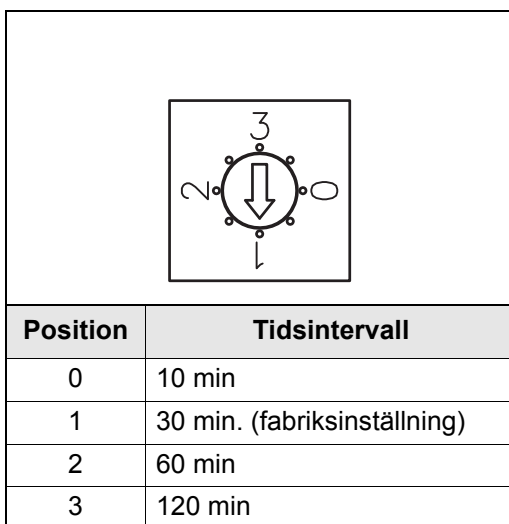 3
2 0
1
Position Tidsintervall
0 10 min
1 30 min. (fabriksinställning)
2 60 min
3 120 min